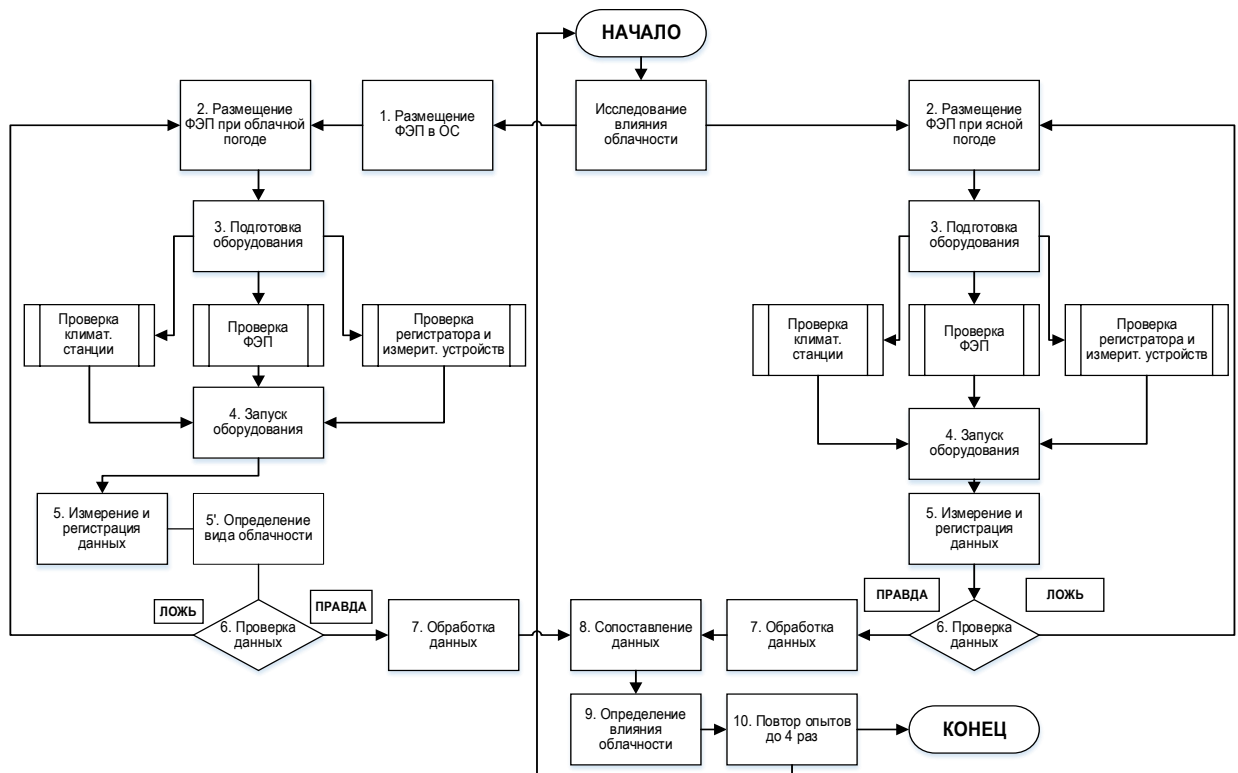 НАЧАЛО
2. Размещение
ФЭП при облачной
погоде
1. Размещение
ФЭП в ОС
Исследование
влияния
облачности
2. Размещение
ФЭП при ясной
погоде
3. Подготовка
оборудования
3. Подготовка
оборудования
Проверка
климат.
станции
Проверка
ФЭП
Проверка
регистратора и
измерит. устройств
Проверка
климат.
станции
Проверка
ФЭП
Проверка
регистратора и
измерит. устройств
4. Запуск
оборудования
4. Запуск
оборудования
5. Измерение и
регистрация
данных
5'. Определение
вида облачности
5. Измерение и
регистрация
данных
ЛОЖЬ
6. Проверка
данных
ПРАВДА
7. Обработка
данных
8. Сопоставление
данных
7. Обработка
данных
ПРАВДА
6. Проверка
данных
ЛОЖЬ
9. Определение
влияния
облачности
10. Повтор опытов
до 4 раз
КОНЕЦ